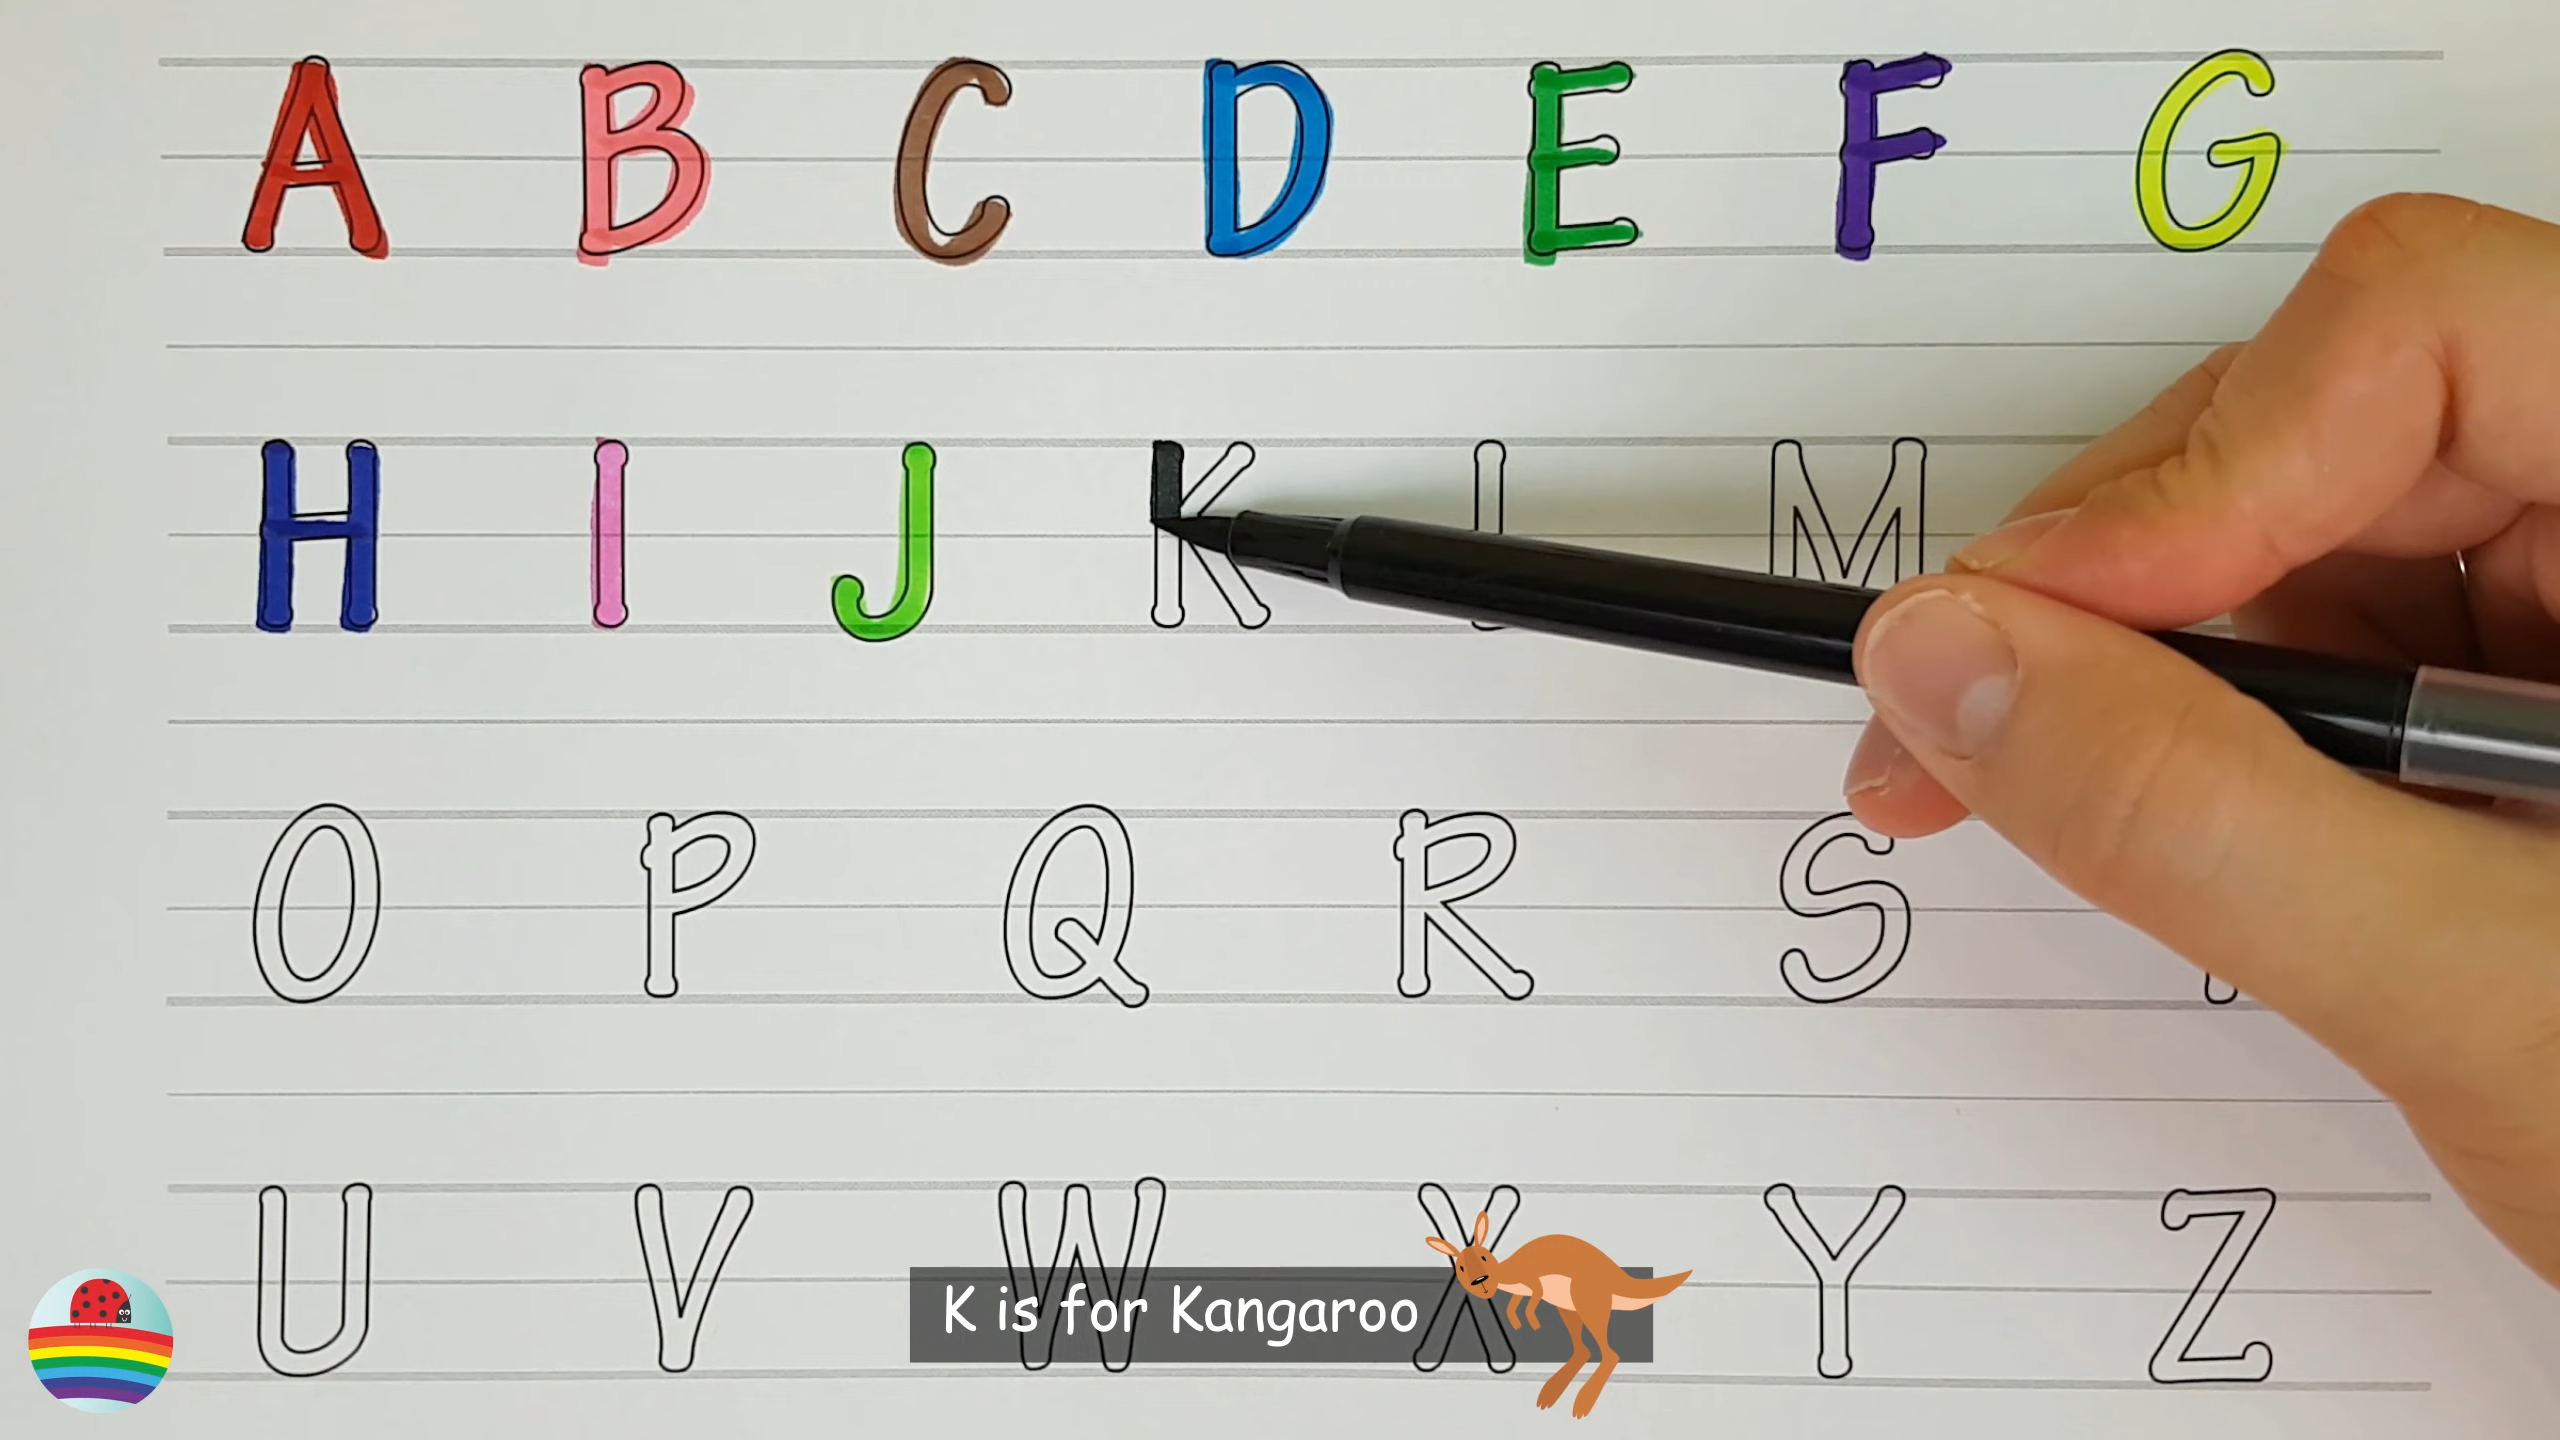 A B C D E F G
H I J K L M
O P Q R S T
U V W X Y Z
K is for Kangaroo